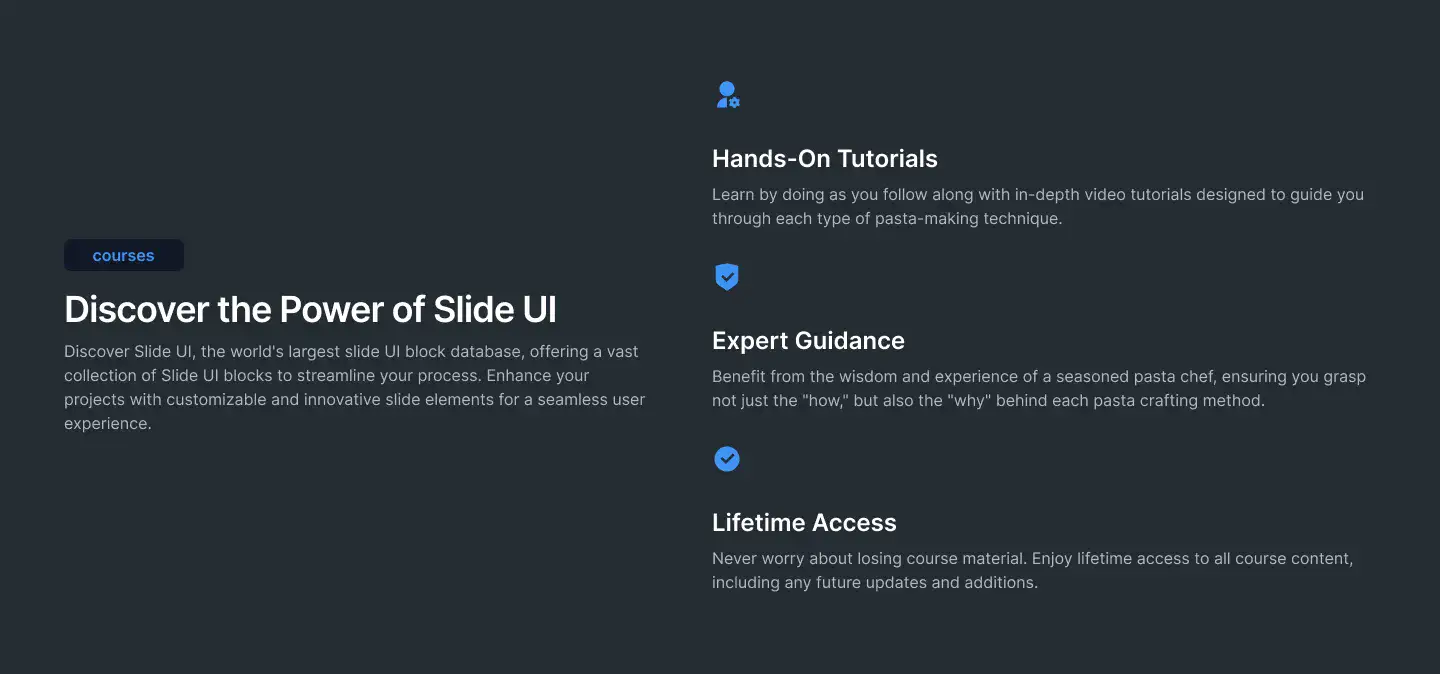 courses
Discover the Power of Slide UI
Discover Slide UI, the world's largest slide UI block database, offering a vast
collection of Slide UI blocks to streamline your process. Enhance your
projects with customizable and innovative slide elements for a seamless user
experience.
Hands-On Tutorials
Learn by doing as you follow along with in-depth video tutorials designed to guide you
through each type of pasta-making technique.
Expert Guidance
Benefit from the wisdom and experience of a seasoned pasta chef, ensuring you grasp
not just the "how," but also the "why" behind each pasta crafting method.
Lifetime Access
Never worry about losing course material. Enjoy lifetime access to all course content,
including any future updates and additions.